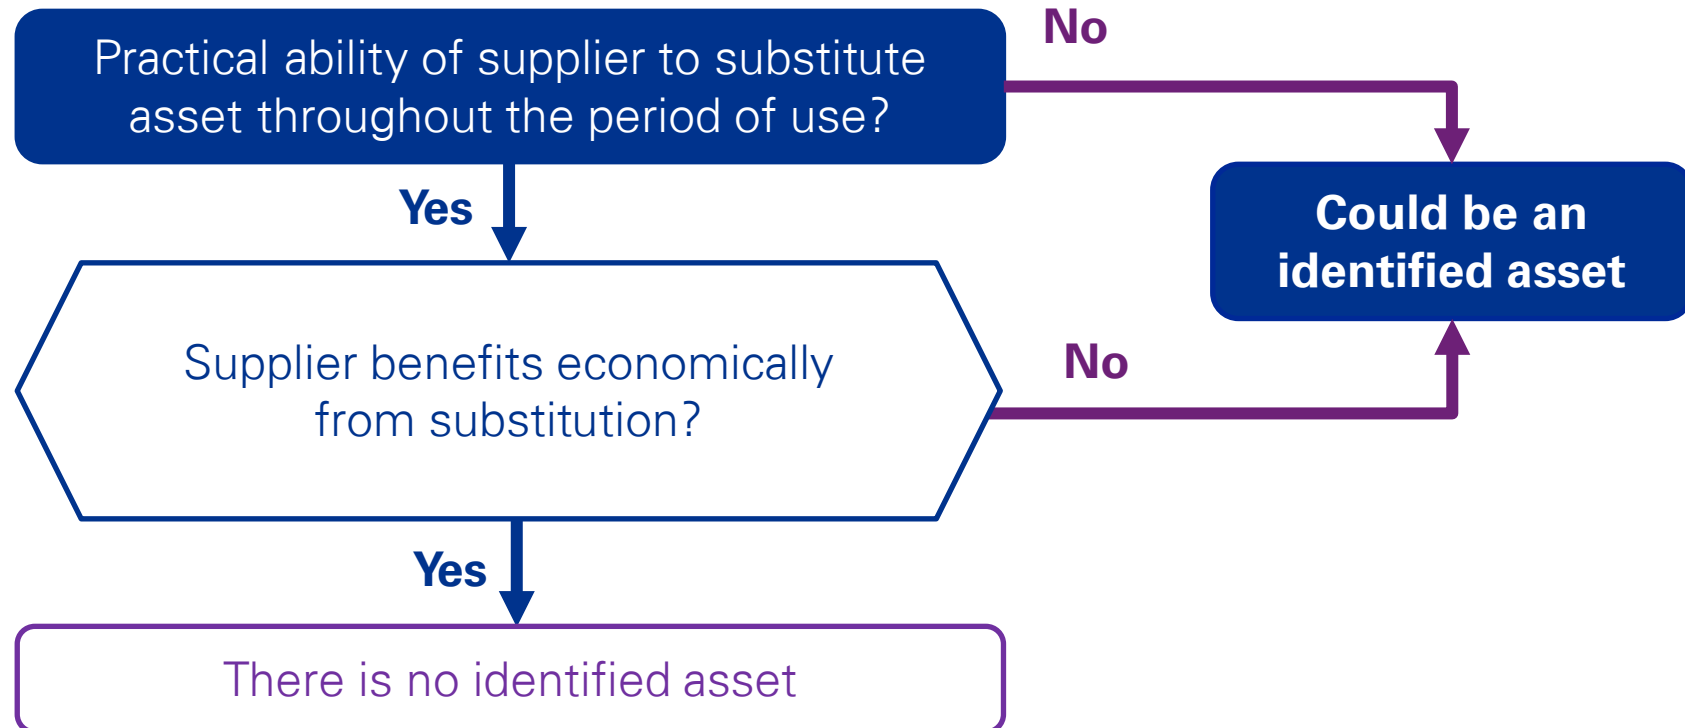 Practical ability of supplier to substitute
asset throughout the period of use?
No
Yes
Could be an
identified asset
Supplier benefits economically
from substitution?
No
Yes
There is no identified asset